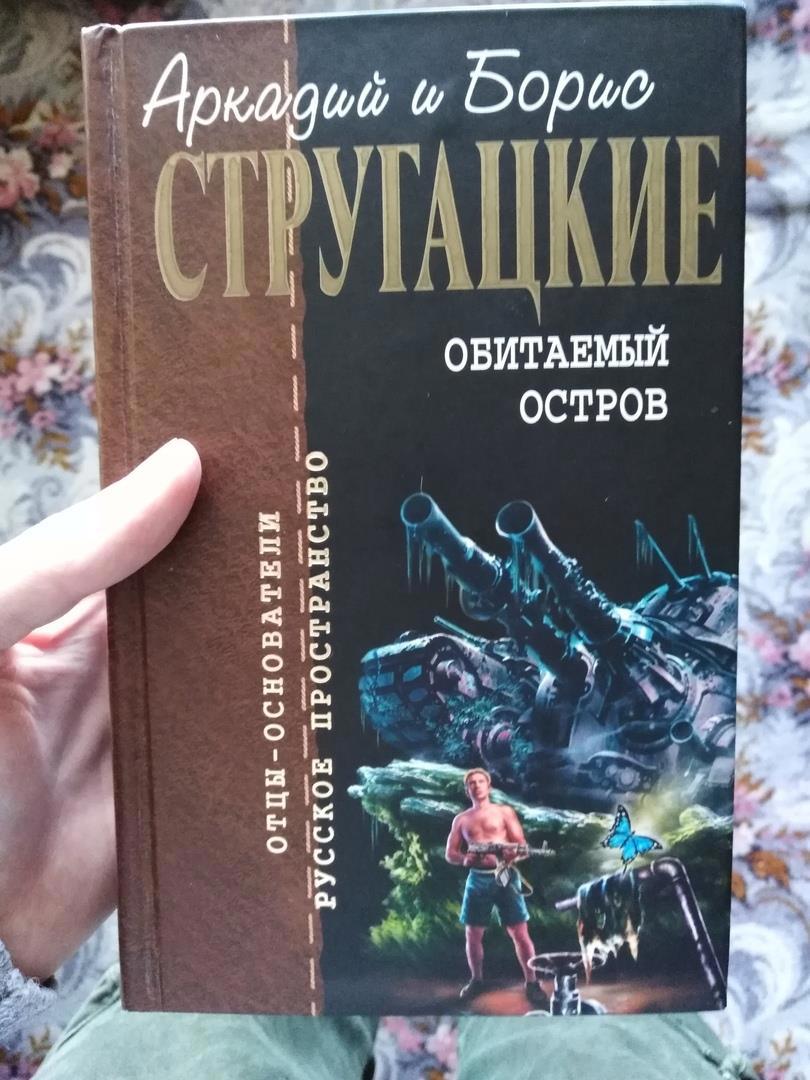 Аркадий и Борис
СТРУГАЦКИЕ
ОБИТАЕМЫЙ
ОСТРОВ
ОТЦЫ-ОСНОВАТЕЛИ
РУССКОЕ ПРОСТРАНСТВО